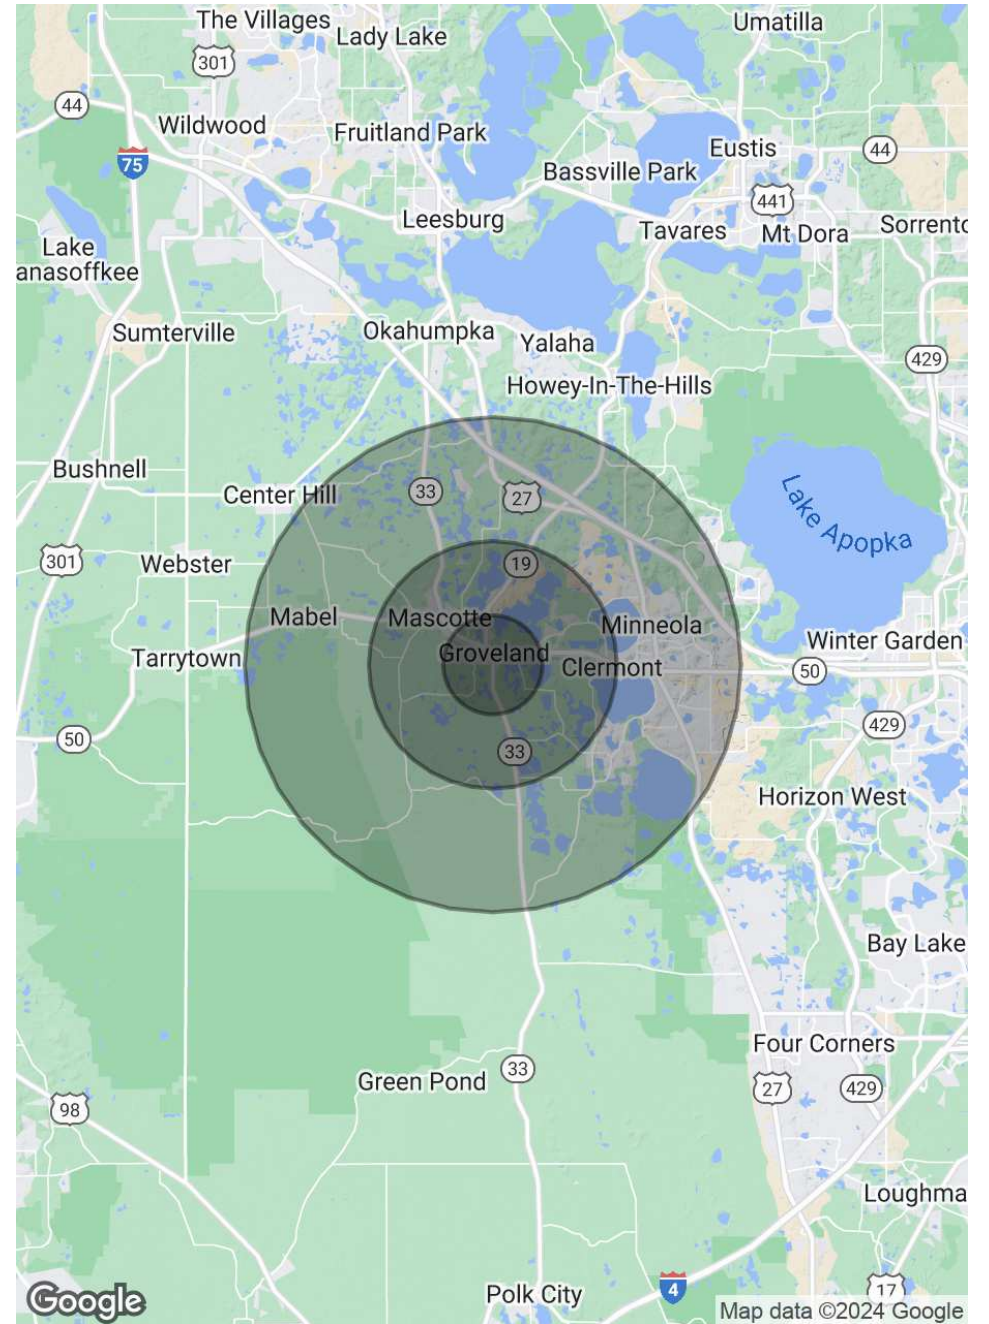 The Villages
Lady Lake
Umatilla
301
44
Wildwood
Fruitland Park
Eustis
44
75
Bassville Park
441
Leesburg
Tavares
Mt Dora
Sorrento
Lake
anasoffkee
Sumterville
Okahumpka
Yalaha
429
Howey-In-The-Hills
Bushnell
Center Hill
33
27
Lake Apopka
301
Webster
19
Mabel
Mascotte
Minneola
Winter Garden
Tarrytown
Groveland
Clermont
50
50
33
429
Horizon West
Bay Lake
Four Corners
33
Green Pond
27
429
98
Loughma
Polk City
4
17
Google
Map data ©2024 Google